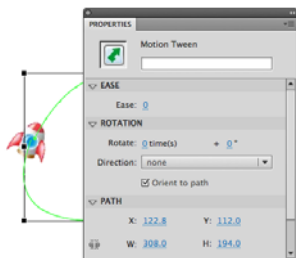 PROPERTIES
Motion Tween
EASE
Ease: 0
ROTATION
Rotate: 0 time(s) + 0°
Direction: none
Orient to path
PATH
X: 122.8 Y: 112.0
W: 308.0 H: 194.0